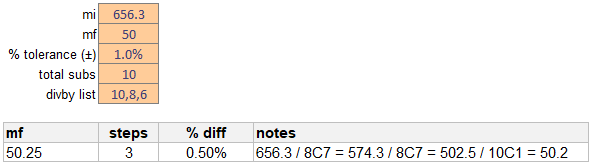 mi 656.3
mf 50
% tolerance (±) 1.0%
total subs 10
divby list 10,8,6
mf steps % diff notes
50.25 3 0.50% 656.3 / 8C7 = 574.3 / 8C7 = 502.5 / 10C1 = 50.2